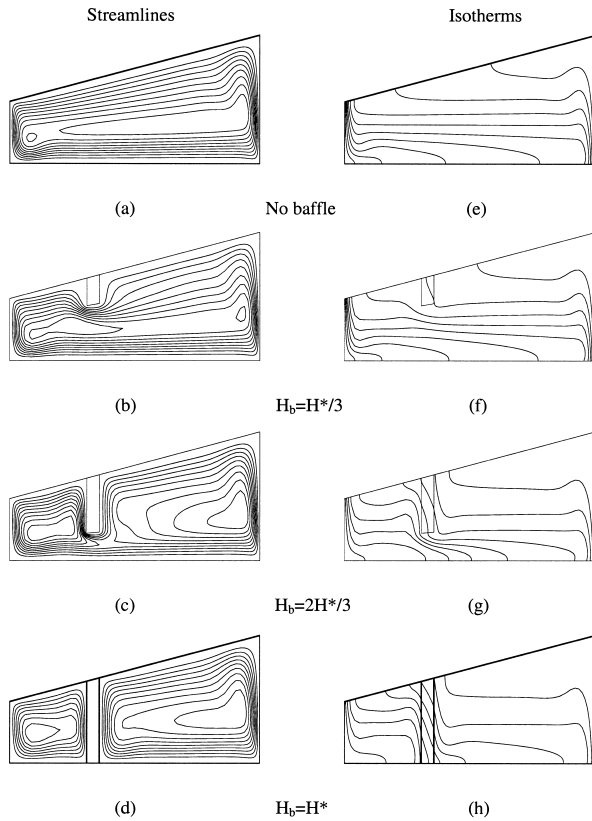 Streamlines Isotherms
(a) No baffle (e)
(b) H_b=H*/3 (f)
(c) H_b=2H*/3 (g)
(d) H_b=H* (h)